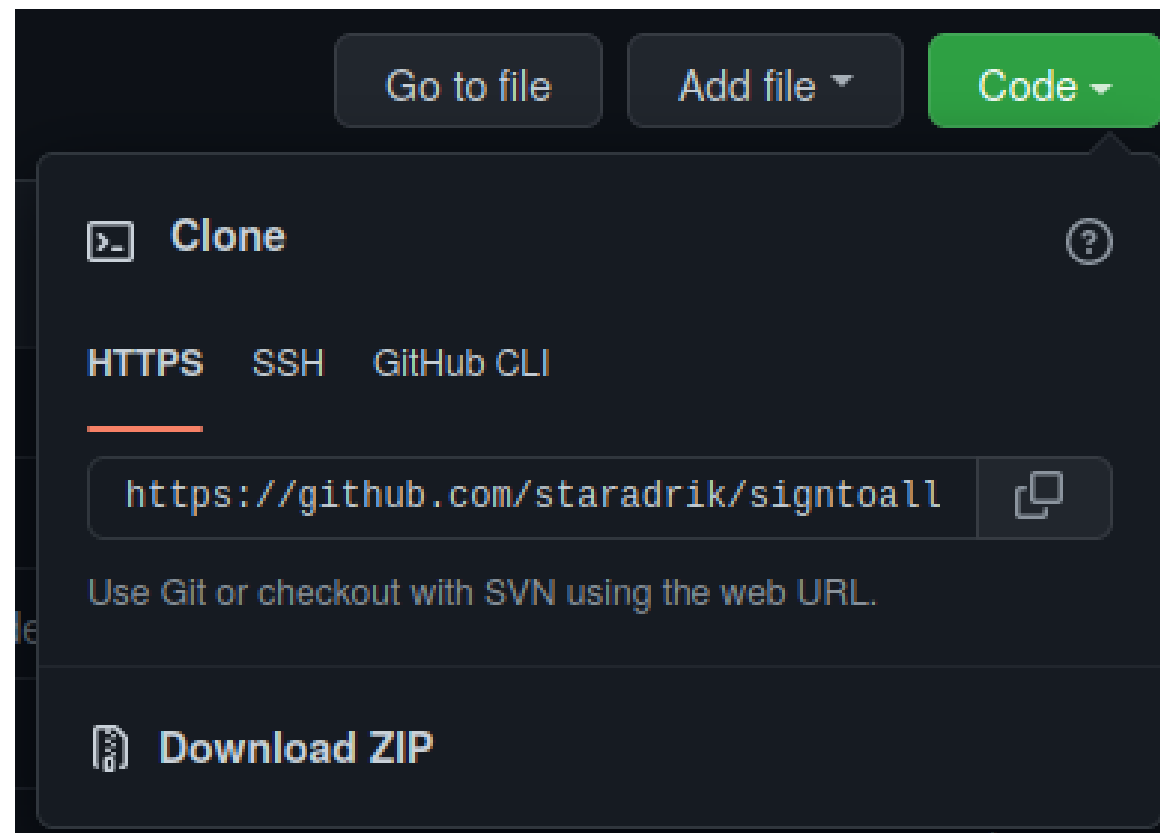 Go to file Add file Code
Clone
HTTPS SSH GitHub CLI
https://github.com/staradrik/signtoall
Use Git or checkout with SVN using the web URL.
Download ZIP